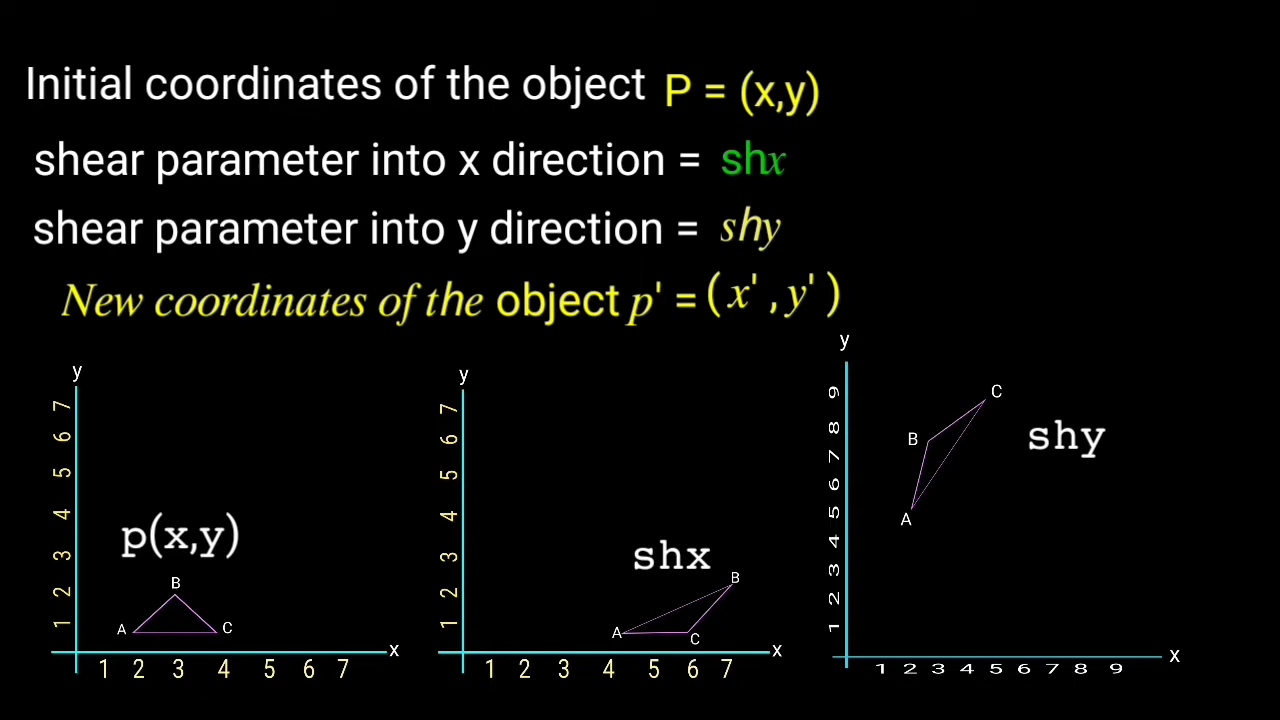 Initial coordinates of the object P = (x,y)
shear parameter into x direction = shx
shear parameter into y direction = shy
New coordinates of the object p' = ( x' , y' )
y
7
6
5
4
3
2
1
p(x,y)
B
A
C
x
1 2 3 4 5 6 7
y
7
6
5
4
3
2
1
shx
B
A
C
x
1 2 3 4 5 6 7
y
9
8
7
6
5
4
3
2
1
C
B
shy
A
x
1 2 3 4 5 6 7 8 9